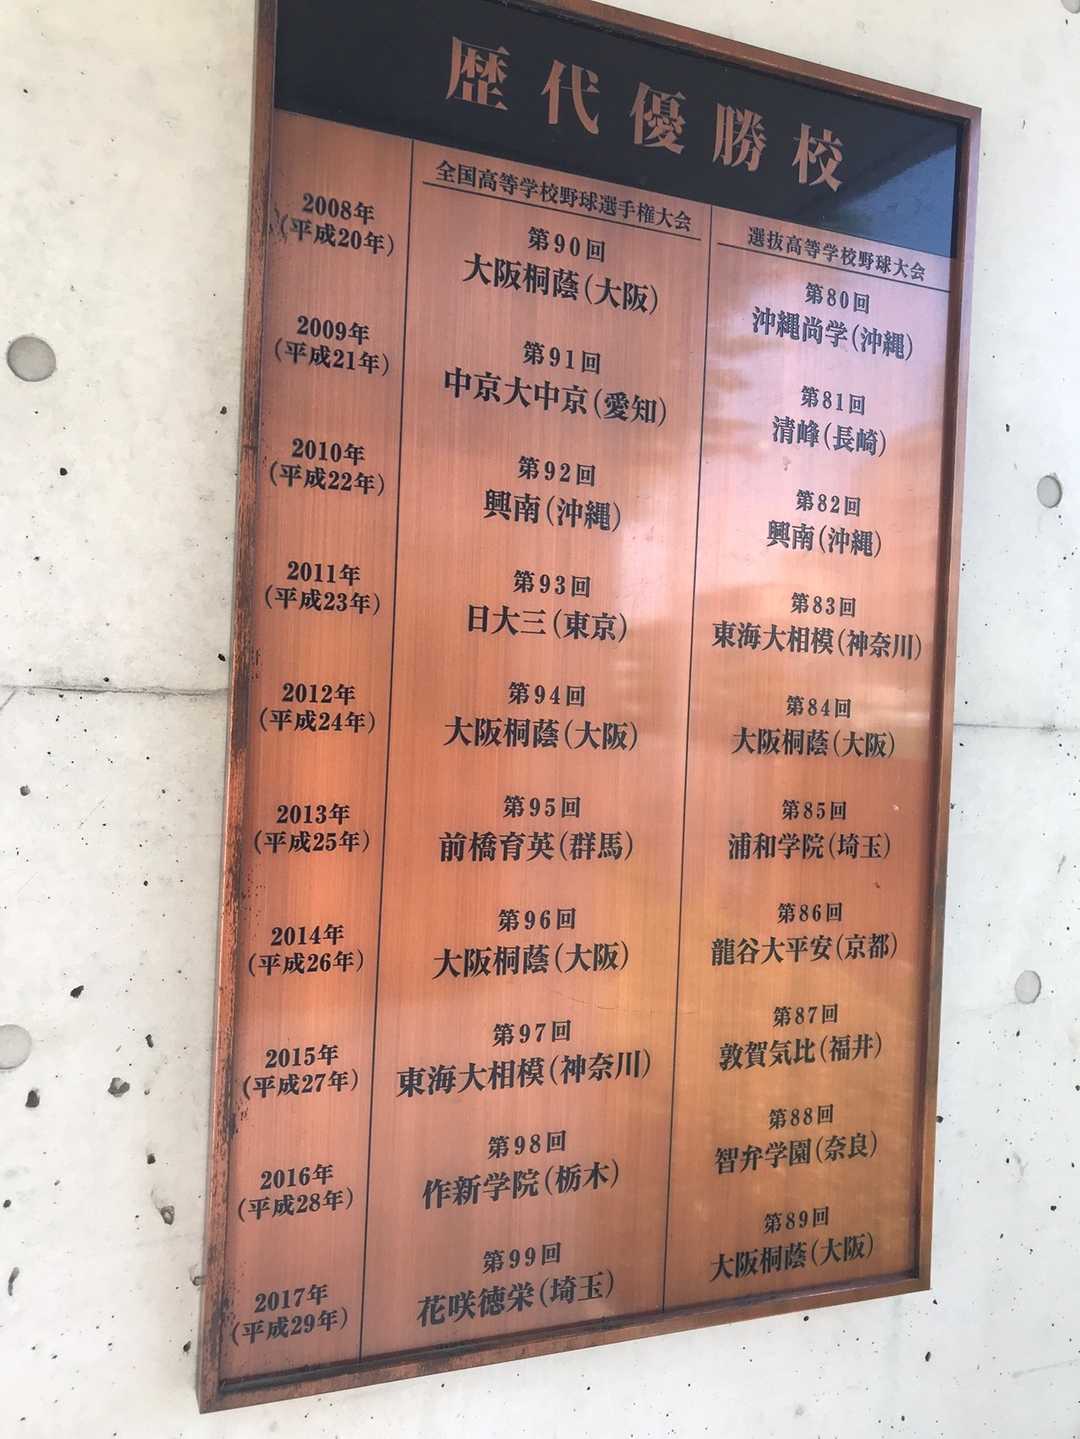 歴代優勝校
全国高等学校野球選手権大会
選抜高等学校野球大会
2008年
(平成20年)
第90回
大阪桐蔭(大阪)
第80回
沖縄尚学(沖縄)
2009年
(平成21年)
第91回
中京大中京(愛知)
第81回
清峰(長崎)
2010年
(平成22年)
第92回
興南(沖縄)
第82回
興南(沖縄)
2011年
(平成23年)
第93回
日大三(東京)
第83回
東海大相模(神奈川)
2012年
(平成24年)
第94回
大阪桐蔭(大阪)
第84回
大阪桐蔭(大阪)
2013年
(平成25年)
第95回
前橋育英(群馬)
第85回
浦和学院(埼玉)
2014年
(平成26年)
第96回
大阪桐蔭(大阪)
第86回
龍谷大平安(京都)
2015年
(平成27年)
第97回
東海大相模(神奈川)
第87回
敦賀気比(福井)
2016年
(平成28年)
第98回
作新学院(栃木)
第88回
智弁学園(奈良)
2017年
(平成29年)
第99回
花咲徳栄(埼玉)
第89回
大阪桐蔭(大阪)